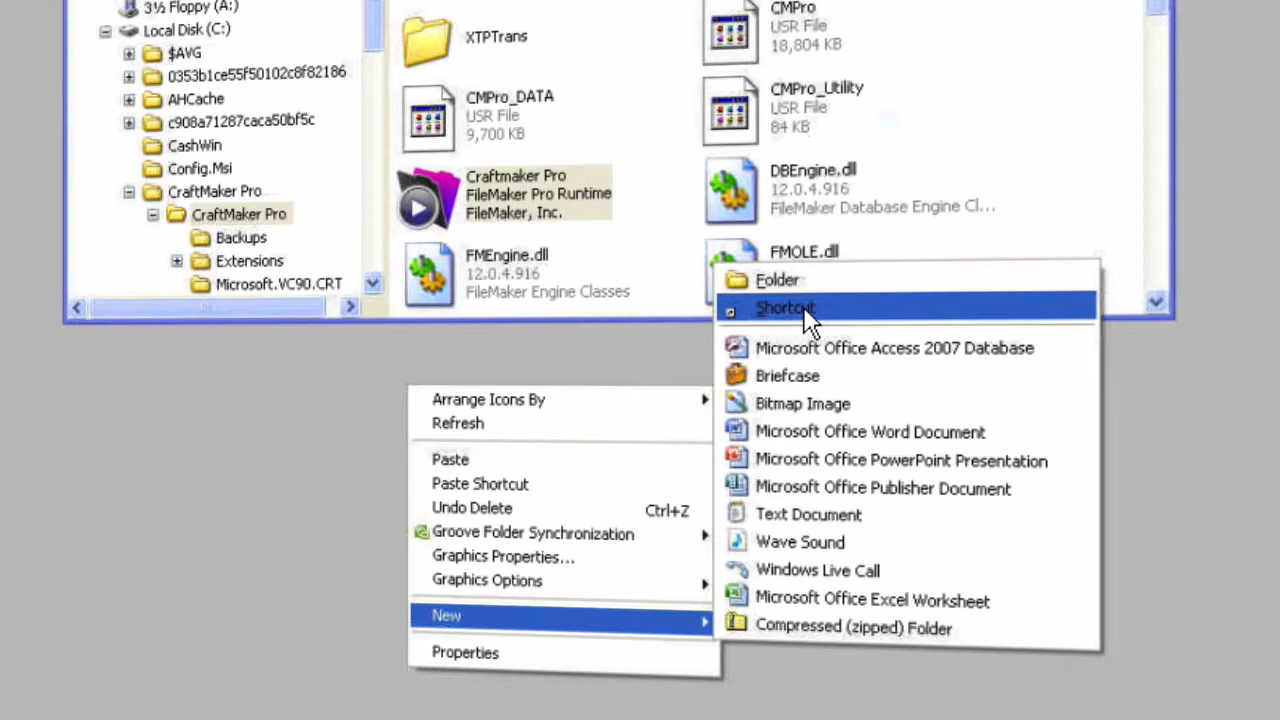 3½ Floppy (A:)
Local Disk (C:)
$AVG
0353b1ce55f50102c8f82186
AHCache
c908a71287caca50bf5c
CashWin
Config.Msi
CraftMaker Pro
CraftMaker Pro
Backups
Extensions
Microsoft.VC90.CRT
XTPTrans
CMPro
USR File
18,804 KB
CMPro_DATA
USR File
9,700 KB
CMPro_Utility
USR File
84 KB
Craftmaker Pro
FileMaker Pro Runtime
FileMaker, Inc.
DBEngine.dll
12.0.4.916
FileMaker Database Engine Cl...
FMEngine.dll
12.0.4.916
FileMaker Engine Classes
FMOLE.dll
Arrange Icons By
Refresh
Paste
Paste Shortcut
Undo Delete Ctrl+Z
Groove Folder Synchronization
Graphics Properties...
Graphics Options
New
Properties
Folder
Shortcut
Microsoft Office Access 2007 Database
Briefcase
Bitmap Image
Microsoft Office Word Document
Microsoft Office PowerPoint Presentation
Microsoft Office Publisher Document
Text Document
Wave Sound
Windows Live Call
Microsoft Office Excel Worksheet
Compressed (zipped) Folder